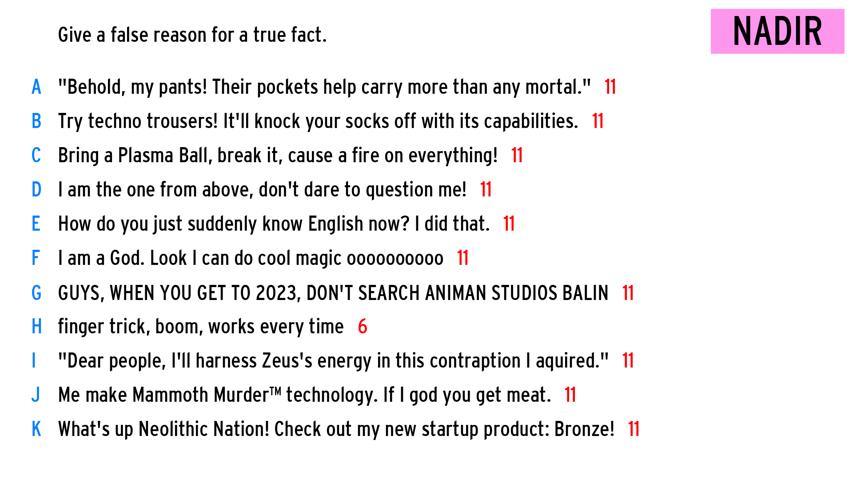 Give a false reason for a true fact.
NADIR
A "Behold, my pants! Their pockets help carry more than any mortal." 11
B Try techno trousers! It'll knock your socks off with its capabilities. 11
C Bring a Plasma Ball, break it, cause a fire on everything! 11
D I am the one from above, don't dare to question me! 11
E How do you just suddenly know English now? I did that. 11
F I am a God. Look I can do cool magic oooooooooo 11
G GUYS, WHEN YOU GET TO 2023, DON'T SEARCH ANIMAN STUDIOS BALIN 11
H finger trick, boom, works every time 6
I "Dear people, I'll harness Zeus's energy in this contraption I aquired." 11
J Me make Mammoth Murder™ technology. If I god you get meat. 11
K What's up Neolithic Nation! Check out my new startup product: Bronze! 11